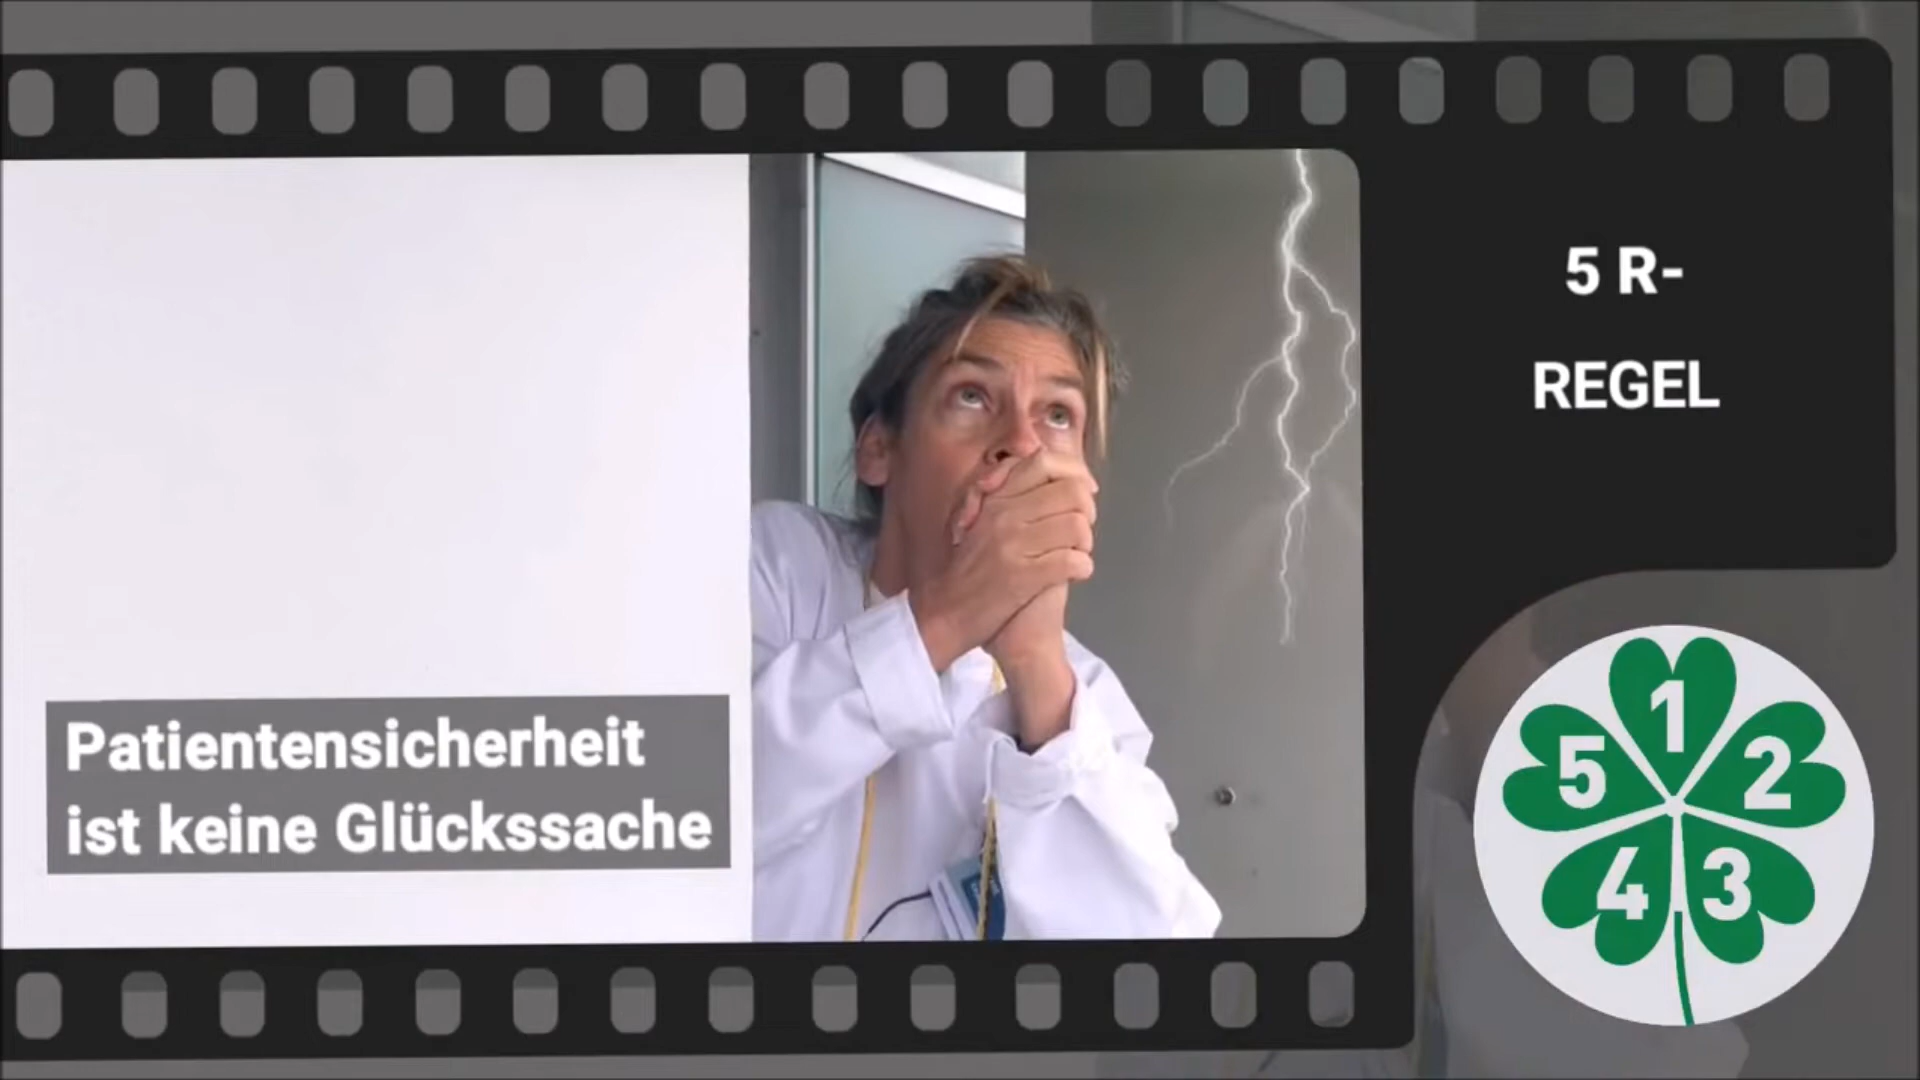 5 R-
REGEL
Patientensicherheit
ist keine Glückssache
1
2
3
4
5